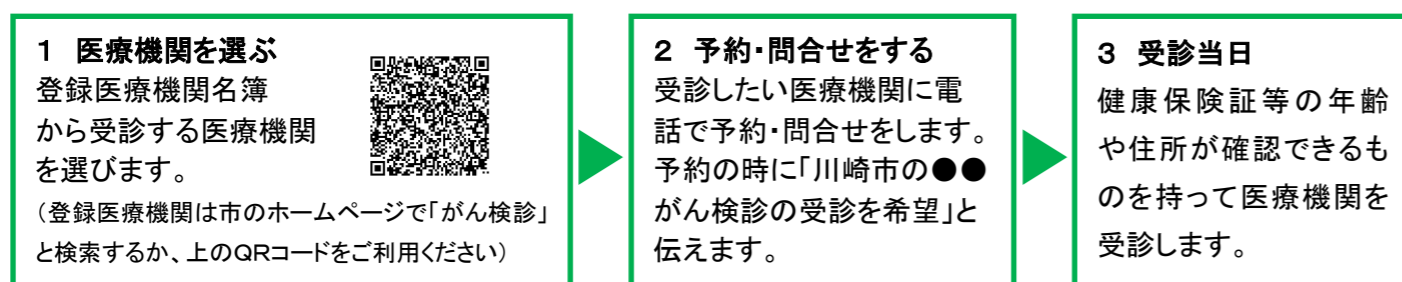 1 医療機関を選ぶ
登録医療機関名簿
から受診する医療機関
を選びます。
(登録医療機関は市のホームページで「がん検診」
と検索するか、上のQRコードをご利用ください)
2 予約・問合せをする
受診したい医療機関に電
話で予約・問合せをします。
予約の時に「川崎市の●●
がん検診の受診を希望」と
伝えます。
3 受診当日
健康保険証等の年齢
や住所が確認できるも
のを持って医療機関を
受診します。